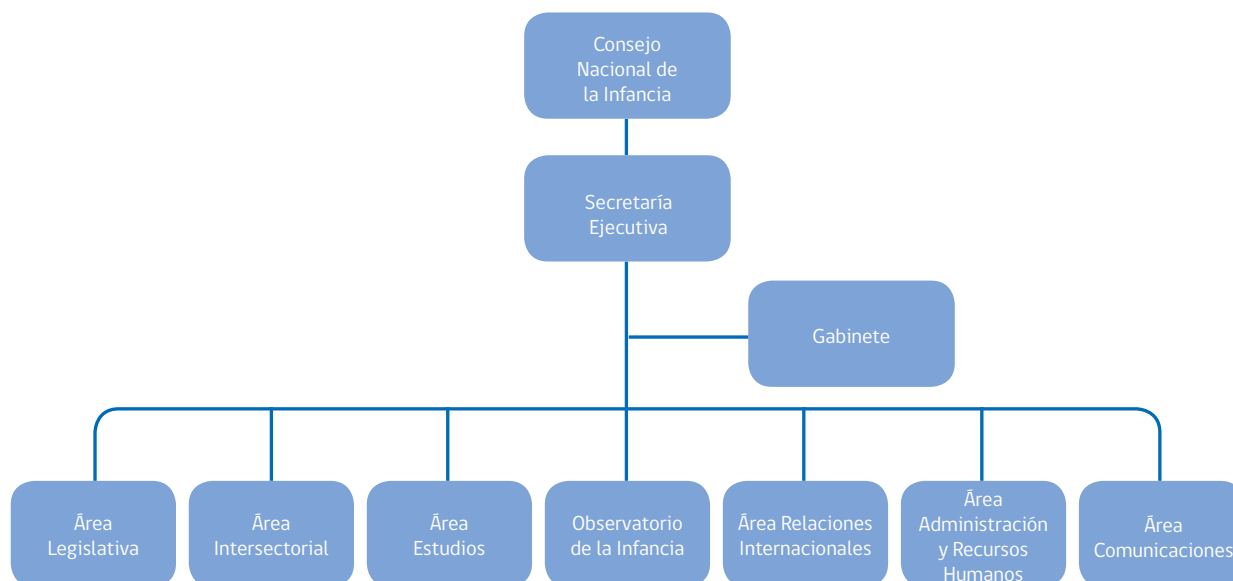 Consejo
Nacional de
la Infancia
Secretaría
Ejecutiva
Gabinete
Área
Legislativa
Área
Intersectorial
Área
Estudios
Observatorio
de la Infancia
Área Relaciones
Internacionales
Área
Administración
y Recursos
Humanos
Área
Comunicaciones